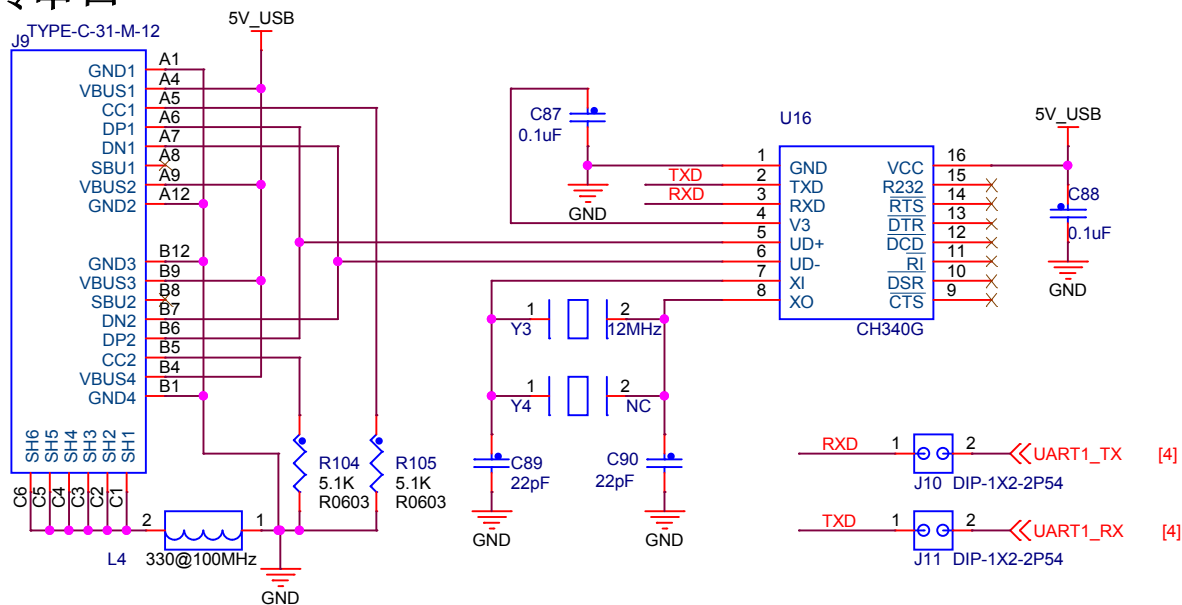 TYPE-C-31-M-12
J9
5V_USB
GND1 A1
VBUS1 A4
CC1 A5
DP1 A6
DN1 A7
SBU1 A8
VBUS2 A9
GND2 A12
GND3 B12
VBUS3 B9
SBU2 B8
DN2 B7
DP2 B6
CC2 B5
VBUS4 B4
GND4 B1
SH6 SH5 SH4 SH3 SH2 SH1
C6 C5 C4 C3 C2 C1
2 1
L4 330@100MHz
GND
R104
5.1K
R0603
R105
5.1K
R0603
C87
0.1uF
GND
U16
1 GND
TXD 2 TXD
RXD 3 RXD
4 V3
5 UD+
6 UD-
7 XI
8 XO
VCC 16
R232 15
RTS 14
DTR 13
DCD 12
RI 11
DSR 10
CTS 9
CH340G
5V_USB
C88
0.1uF
GND
1 2
Y3 12MHz
1 2
Y4 NC
C89
22pF
GND
C90
22pF
GND
RXD 1 2 UART1_TX [4]
J10 DIP-1X2-2P54
TXD 1 2 UART1_RX [4]
J11 DIP-1X2-2P54